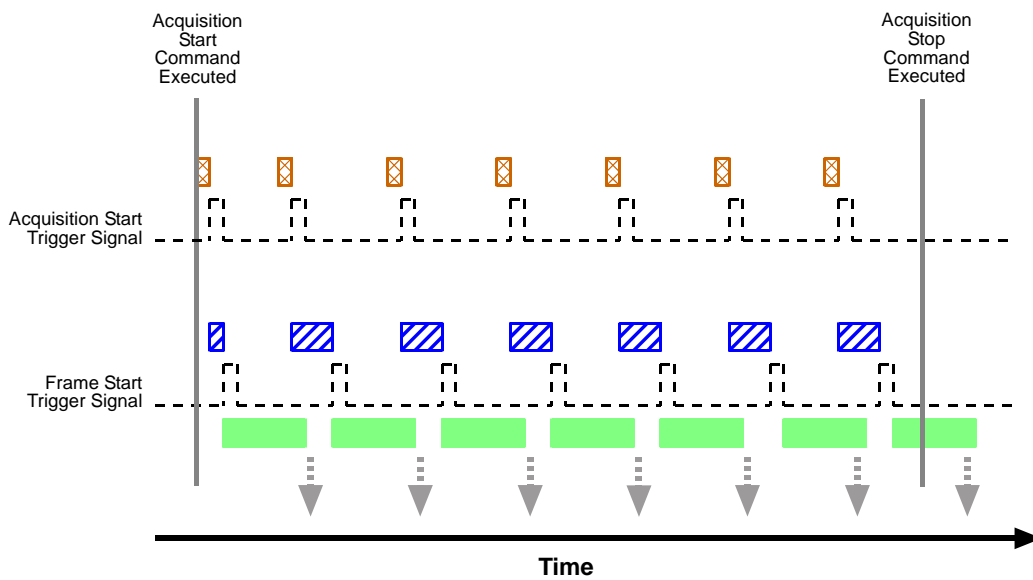 Acquisition
Start
Command
Executed
Acquisition
Stop
Command
Executed
Acquisition Start
Trigger Signal
Frame Start
Trigger Signal
Time